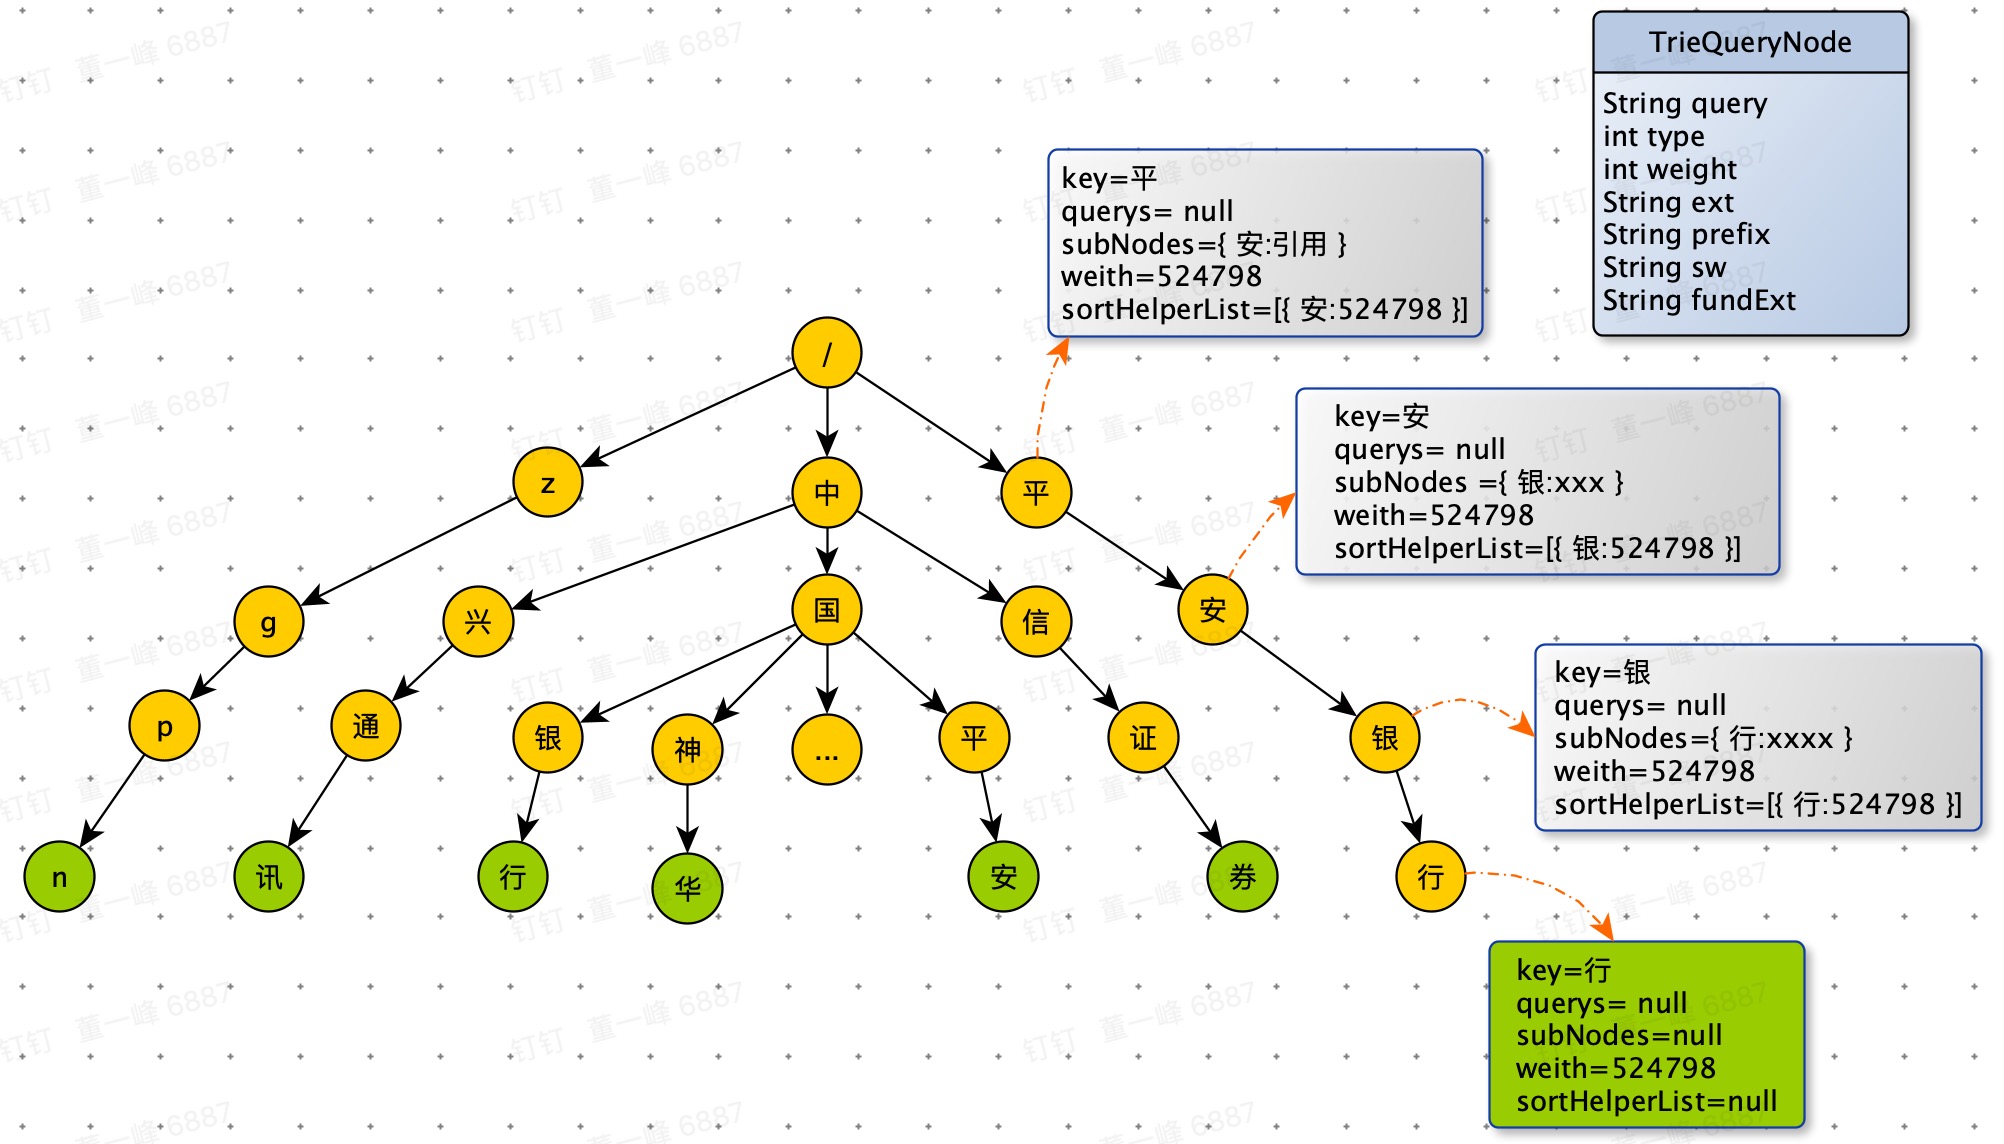 TrieQueryNode
String query
int type
int weight
String ext
String prefix
String sw
String fundExt
key=平
querys= null
subNodes={ 安:引用 }
weith=524798
sortHelperList=[{ 安:524798 }]
/
key=安
querys= null
subNodes ={ 银:xxx }
weith=524798
sortHelperList=[{ 银:524798 }]
z
中
平
g
兴
国
信
安
key=银
querys= null
subNodes={ 行:xxxx }
weith=524798
sortHelperList=[{ 行:524798 }]
p
通
银
神
...
平
证
银
n
讯
行
华
安
券
行
key=行
querys= null
subNodes=null
weith=524798
sortHelperList=null
钉钉 董一峰 6887